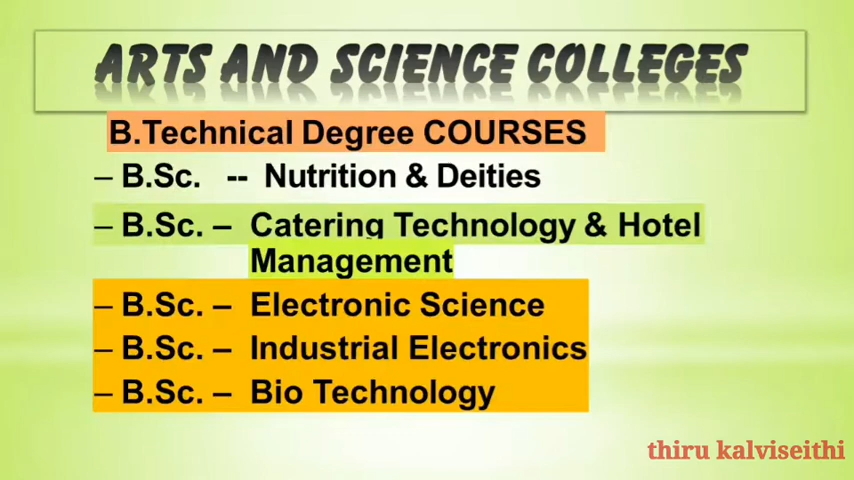 ARTS AND SCIENCE COLLEGES
B.Technical Degree COURSES
– B.Sc. -- Nutrition & Deities
– B.Sc. – Catering Technology & Hotel
Management
– B.Sc. – Electronic Science
– B.Sc. – Industrial Electronics
– B.Sc. – Bio Technology
thiru kalviseithi